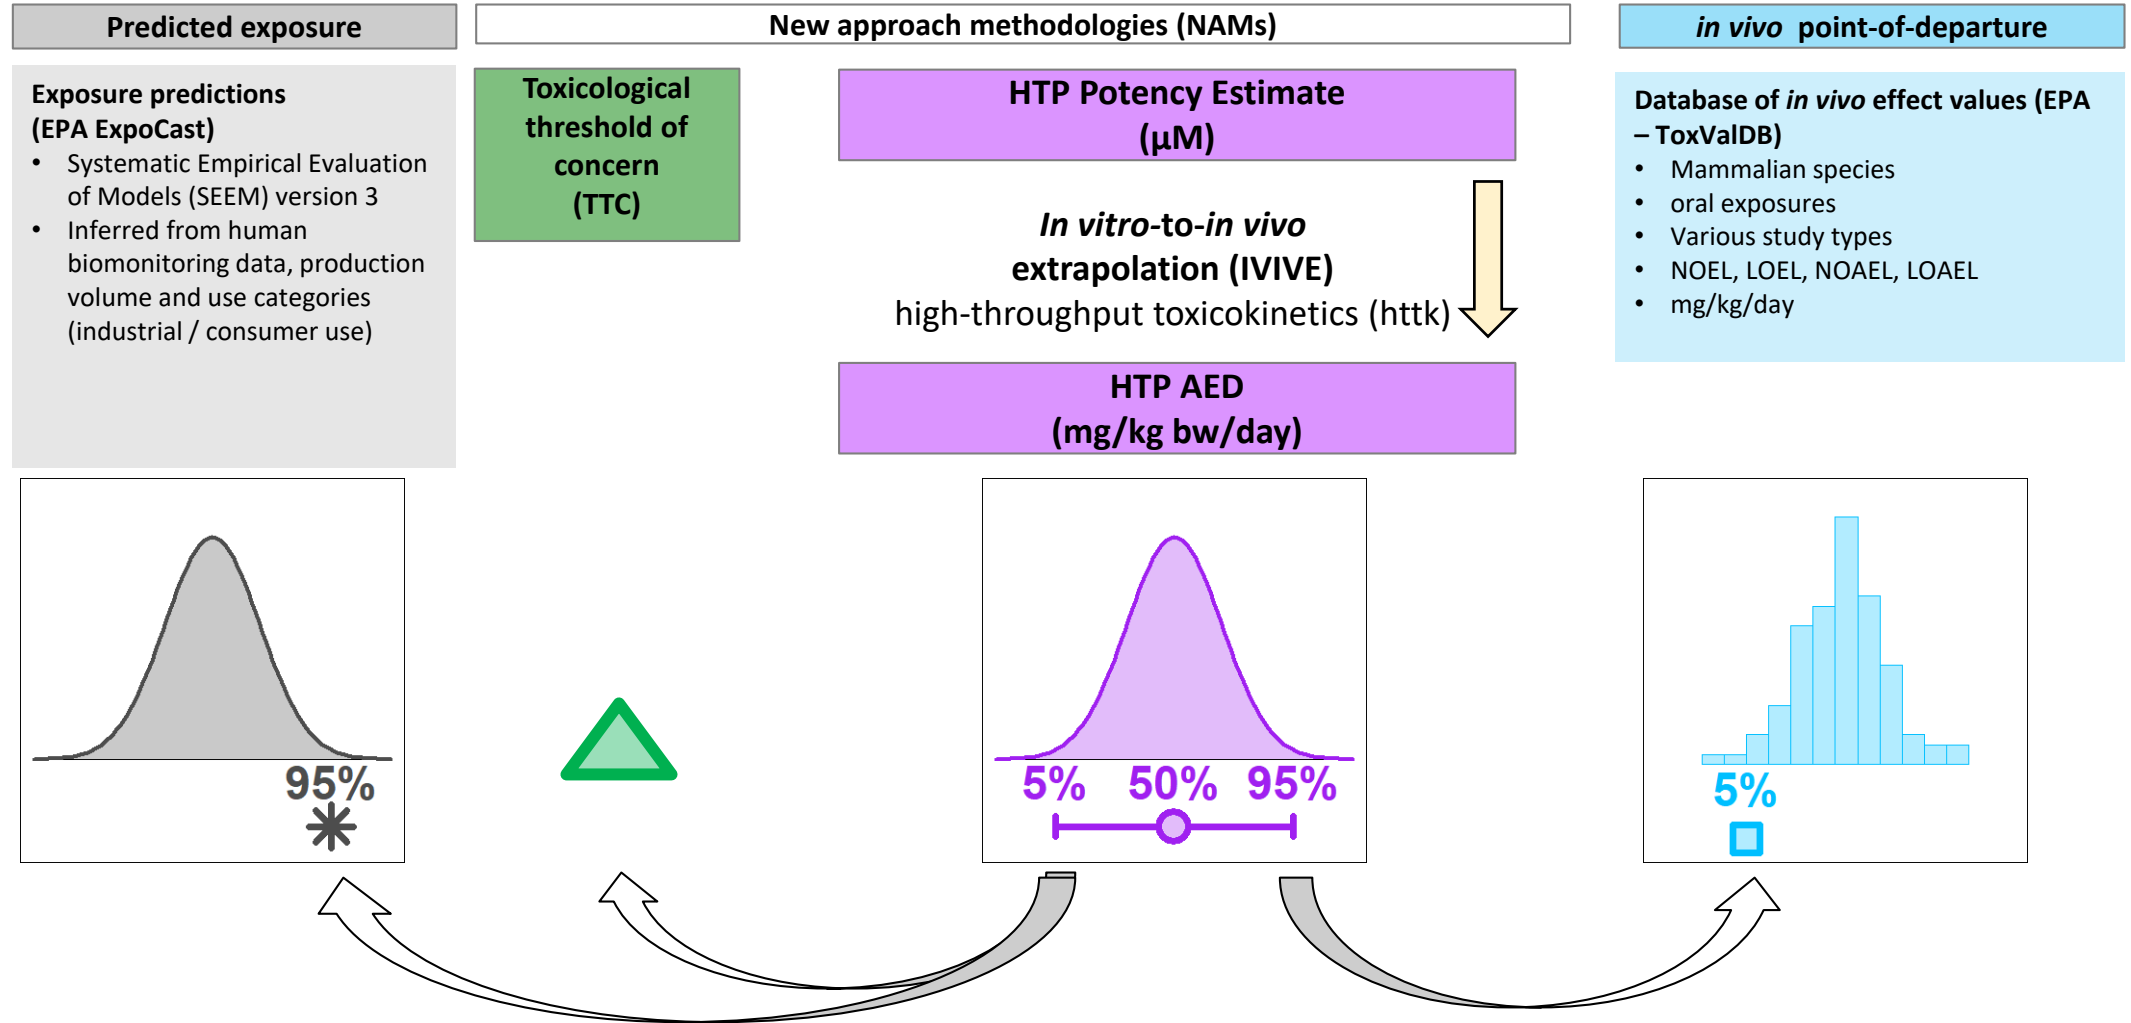 Predicted exposure
New approach methodologies (NAMs)
in vivo point-of-departure
Exposure predictions
(EPA ExpoCast)
• Systematic Empirical Evaluation
of Models (SEEM) version 3
• Inferred from human
biomonitoring data, production
volume and use categories
(industrial / consumer use)
Toxicological
threshold of
concern
(TTC)
HTP Potency Estimate
(µM)
In vitro-to-in vivo
extrapolation (IVIVE)
high-throughput toxicokinetics (httk)
HTP AED
(mg/kg bw/day)
Database of in vivo effect values (EPA
– ToxValDB)
• Mammalian species
• oral exposures
• Various study types
• NOEL, LOEL, NOAEL, LOAEL
• mg/kg/day
95%
5% 50% 95%
5%